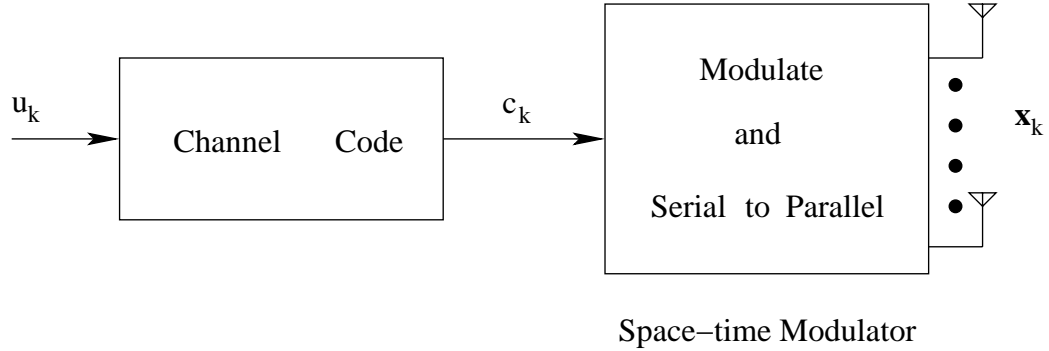 u_k
Channel Code
c_k
Modulate
and
Serial to Parallel
x_k
Space–time Modulator